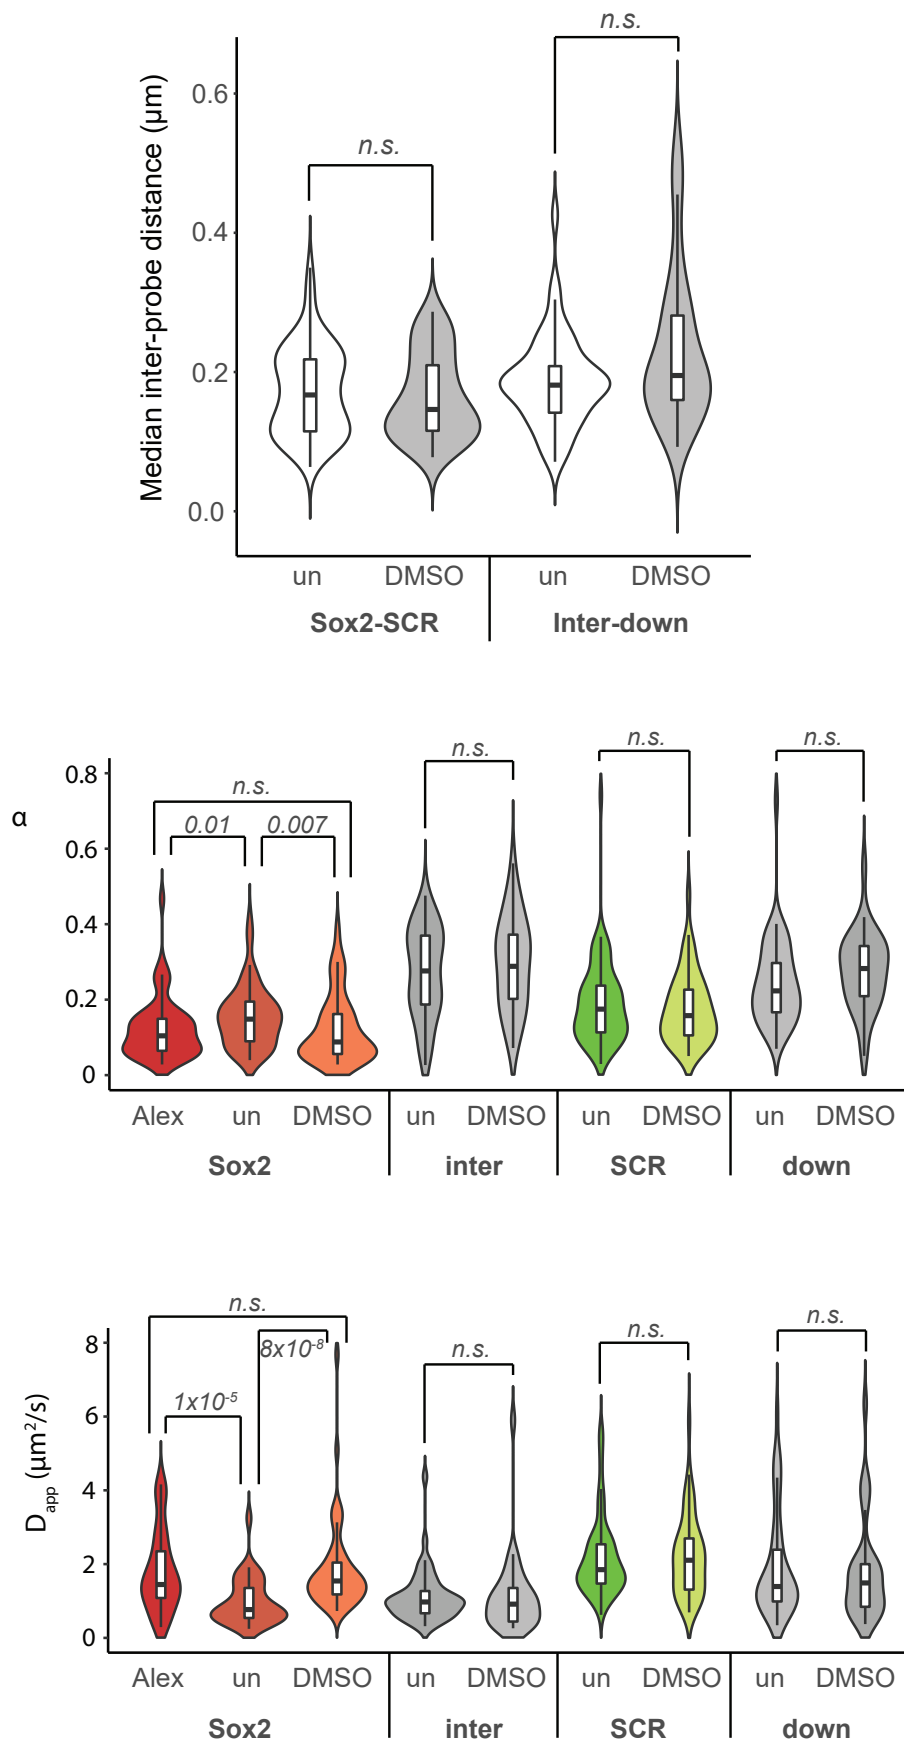 n.s.
n.s.
Median inter-probe distance (μm)
0.6
0.4
0.2
0.0
un DMSO un DMSO
Sox2-SCR Inter-down
n.s. n.s. n.s.
n.s.
0.01 0.007
α
0.8
0.6
0.4
0.2
0
Alex un DMSO un DMSO un DMSO un DMSO
Sox2 inter SCR down
n.s. n.s. n.s.
n.s.
8x10⁻⁸
1x10⁻⁵
Dapp (μm²/s)
8
6
4
2
0
Alex un DMSO un DMSO un DMSO un DMSO
Sox2 inter SCR down